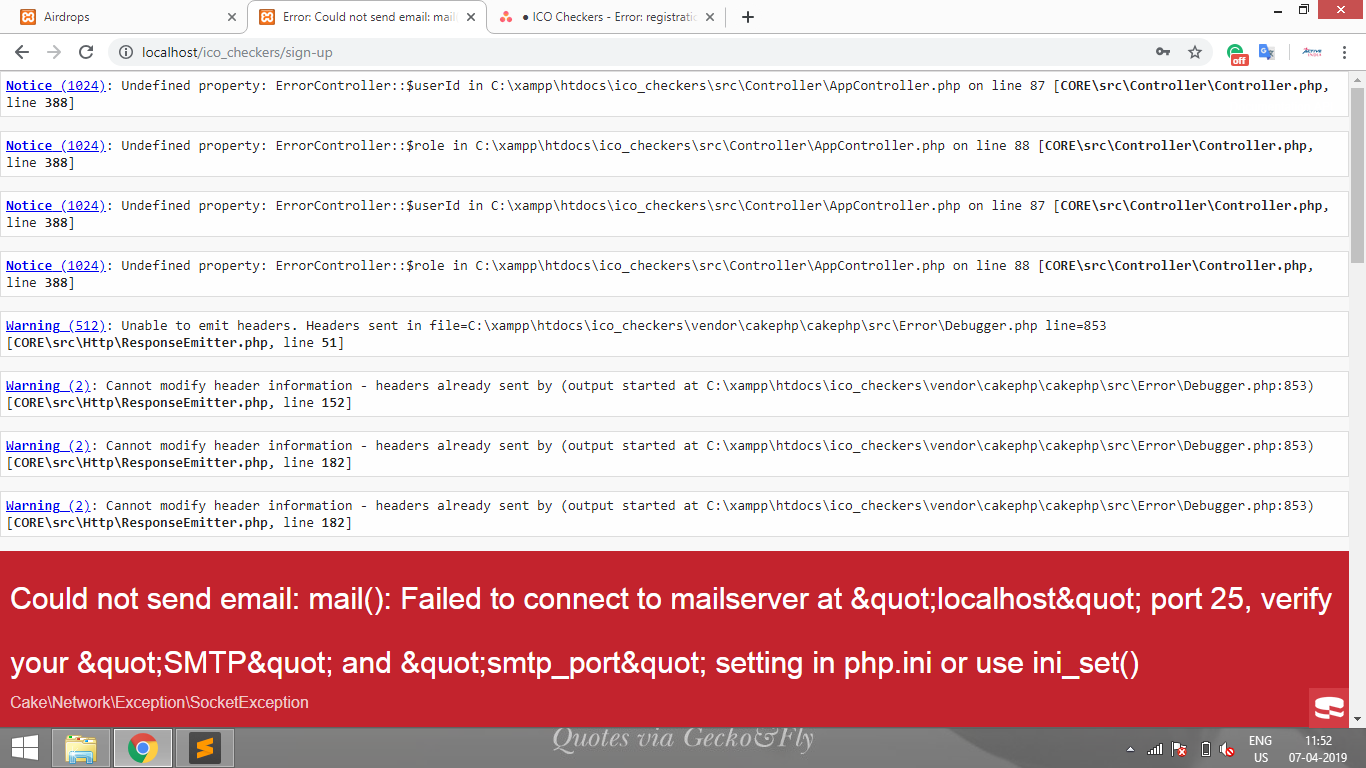 Airdrops
Error: Could not send email: mail
● ICO Checkers - Error: registratio
localhost/ico_checkers/sign-up
off
Notice (1024): Undefined property: ErrorController::$userId in C:\xampp\htdocs\ico_checkers\src\Controller\AppController.php on line 87 [CORE\src\Controller\Controller.php,
line 388]
Notice (1024): Undefined property: ErrorController::$role in C:\xampp\htdocs\ico_checkers\src\Controller\AppController.php on line 88 [CORE\src\Controller\Controller.php,
line 388]
Notice (1024): Undefined property: ErrorController::$userId in C:\xampp\htdocs\ico_checkers\src\Controller\AppController.php on line 87 [CORE\src\Controller\Controller.php,
line 388]
Notice (1024): Undefined property: ErrorController::$role in C:\xampp\htdocs\ico_checkers\src\Controller\AppController.php on line 88 [CORE\src\Controller\Controller.php,
line 388]
Warning (512): Unable to emit headers. Headers sent in file=C:\xampp\htdocs\ico_checkers\vendor\cakephp\cakephp\src\Error\Debugger.php line=853
[CORE\src\Http\ResponseEmitter.php, line 51]
Warning (2): Cannot modify header information - headers already sent by (output started at C:\xampp\htdocs\ico_checkers\vendor\cakephp\cakephp\src\Error\Debugger.php:853)
[CORE\src\Http\ResponseEmitter.php, line 152]
Warning (2): Cannot modify header information - headers already sent by (output started at C:\xampp\htdocs\ico_checkers\vendor\cakephp\cakephp\src\Error\Debugger.php:853)
[CORE\src\Http\ResponseEmitter.php, line 182]
Warning (2): Cannot modify header information - headers already sent by (output started at C:\xampp\htdocs\ico_checkers\vendor\cakephp\cakephp\src\Error\Debugger.php:853)
[CORE\src\Http\ResponseEmitter.php, line 182]
Could not send email: mail(): Failed to connect to mailserver at &quot;localhost&quot; port 25, verify
your &quot;SMTP&quot; and &quot;smtp_port&quot; setting in php.ini or use ini_set()
Cake\Network\Exception\SocketException
Quotes via Gecko&Fly
ENG
US
11:52
07-04-2019